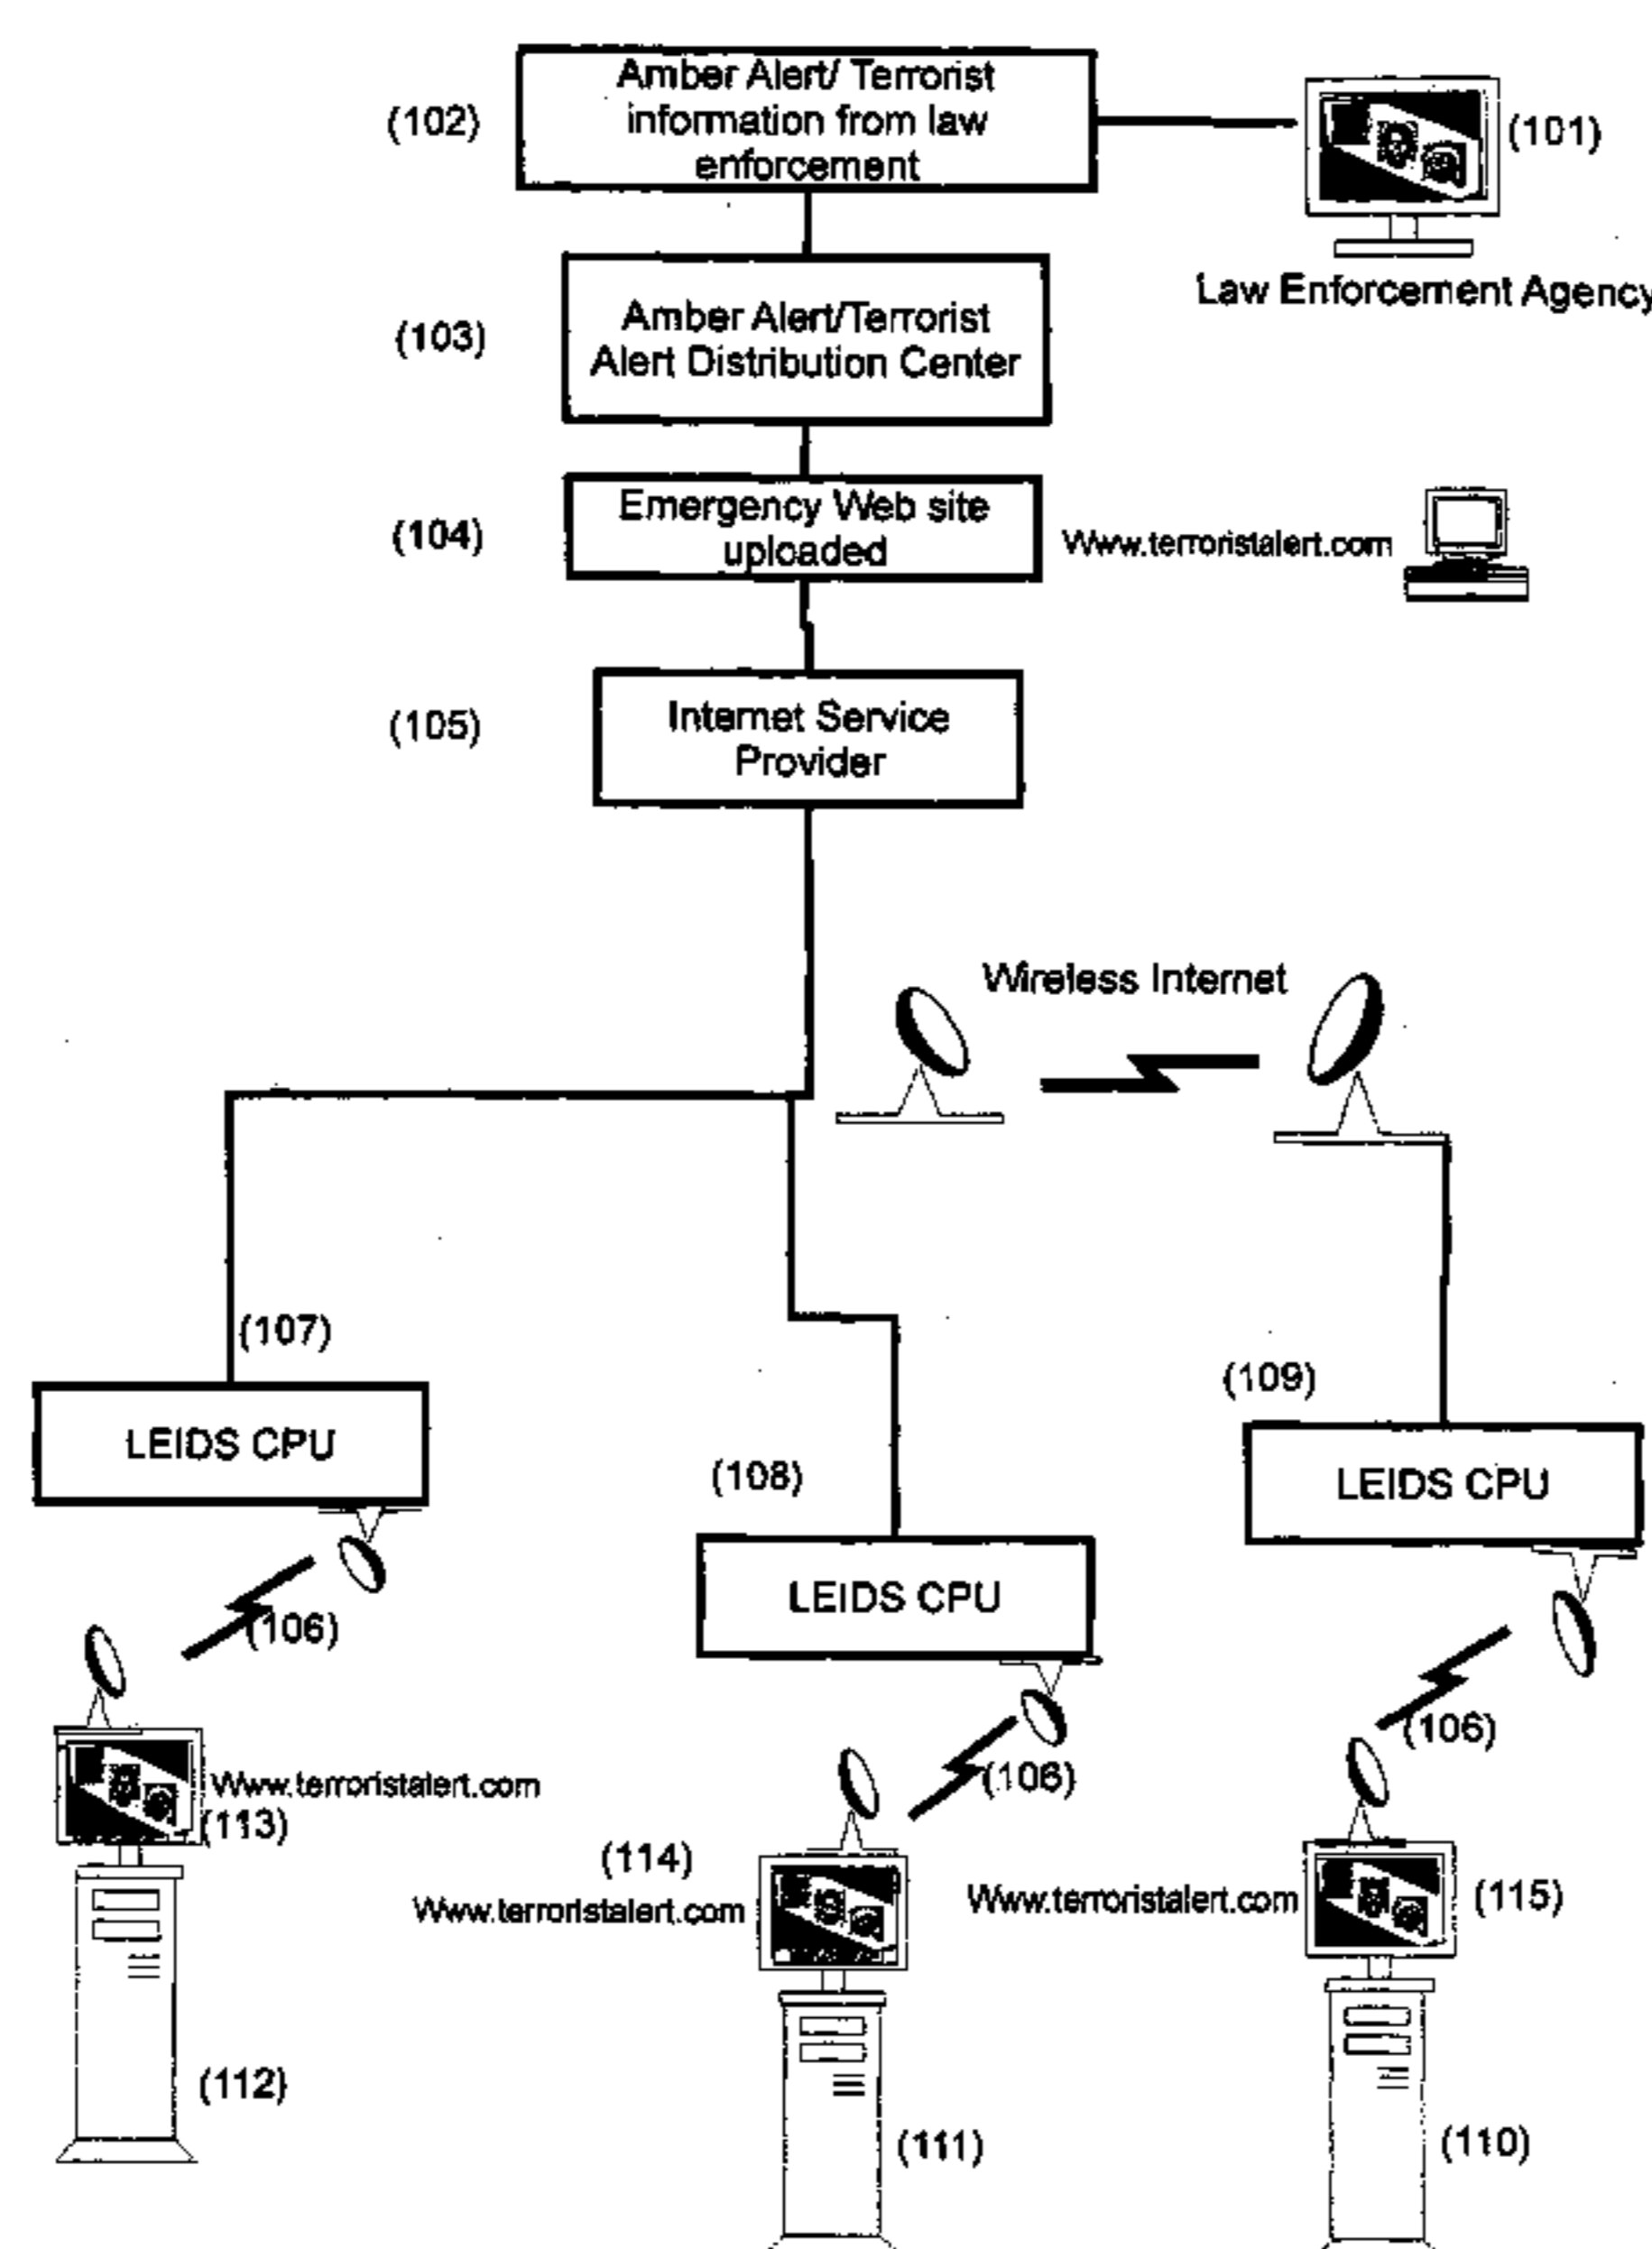 Amber Alert/ Terrorist
information from law
enforcement
(102)
(101)
Law Enforcement Agency
Amber Alert/Terrorist
Alert Distribution Center
(103)
Emergency Web site
uploaded
(104)
Www.terroristalert.com
Internet Service
Provider
(105)
Wireless Internet
(107)
LEIDS CPU
(108)
LEIDS CPU
(109)
LEIDS CPU
(106)
(106)
(106)
Www.terroristalert.com
(113)
(114)
Www.terroristalert.com
Www.terroristalert.com
(115)
(112)
(111)
(110)